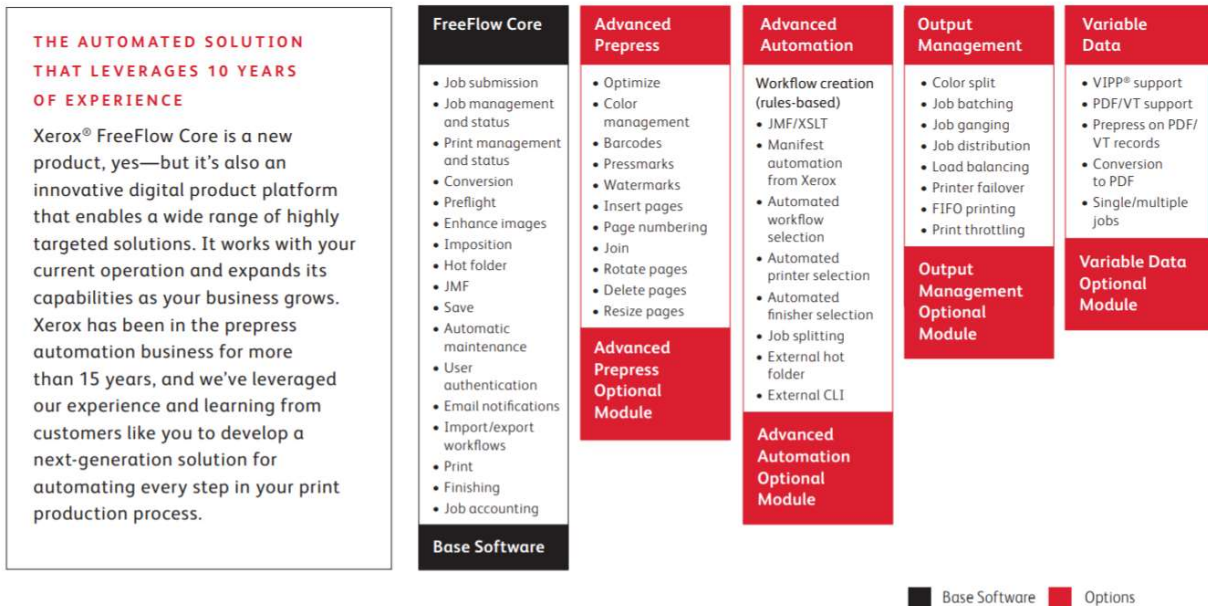 THE AUTOMATED SOLUTION
THAT LEVERAGES 10 YEARS
OF EXPERIENCE
Xerox® FreeFlow Core is a new
product, yes—but it's also an
innovative digital product platform
that enables a wide range of highly
targeted solutions. It works with your
current operation and expands its
capabilities as your business grows.
Xerox has been in the prepress
automation business for more
than 15 years, and we've leveraged
our experience and learning from
customers like you to develop a
next-generation solution for
automating every step in your print
production process.
FreeFlow Core
• Job submission
• Job management
and status
• Print management
and status
• Conversion
• Preflight
• Enhance images
• Imposition
• Hot folder
• JMF
• Save
• Automatic
maintenance
• User
authentication
• Email notifications
• Import/export
workflows
• Print
• Finishing
• Job accounting
Base Software
Advanced
Prepress
• Optimize
• Color
management
• Barcodes
• Pressmarks
• Watermarks
• Insert pages
• Page numbering
• Join
• Rotate pages
• Delete pages
• Resize pages
Advanced
Prepress
Optional
Module
Advanced
Automation
Workflow creation
(rules-based)
• JMF/XSLT
• Manifest
automation
from Xerox
• Automated
workflow
selection
• Automated
printer selection
• Automated
finisher selection
• Job splitting
• External hot
folder
• External CLI
Advanced
Automation
Optional
Module
Output
Management
• Color split
• Job batching
• Job ganging
• Job distribution
• Load balancing
• Printer failover
• FIFO printing
• Print throttling
Output
Management
Optional
Module
Variable
Data
• VIPP® support
• PDF/VT support
• Prepress on PDF/
VT records
• Conversion
to PDF
• Single/multiple
jobs
Variable Data
Optional
Module
Base Software
Options